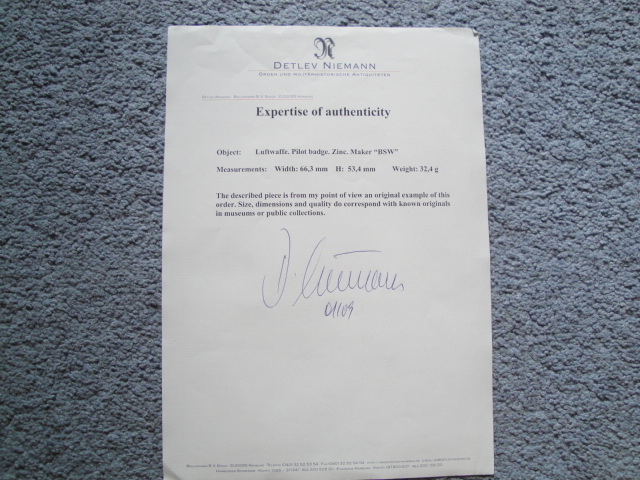 DETLEV NIEMANN
ORDEN UND MILITÄRHISTORISCHE ANTIQUITÄTEN
Expertise of authenticity
Object: Luftwaffe. Pilot badge. Zinc. Maker "BSW"
Measurements: Width: 66,3 mm H: 53,4 mm Weight: 32,4 g
The described piece is from my point of view an original example of this
order. Size, dimensions and quality do correspond with known originals
in museums or public collections.
D. Niemann
01/09